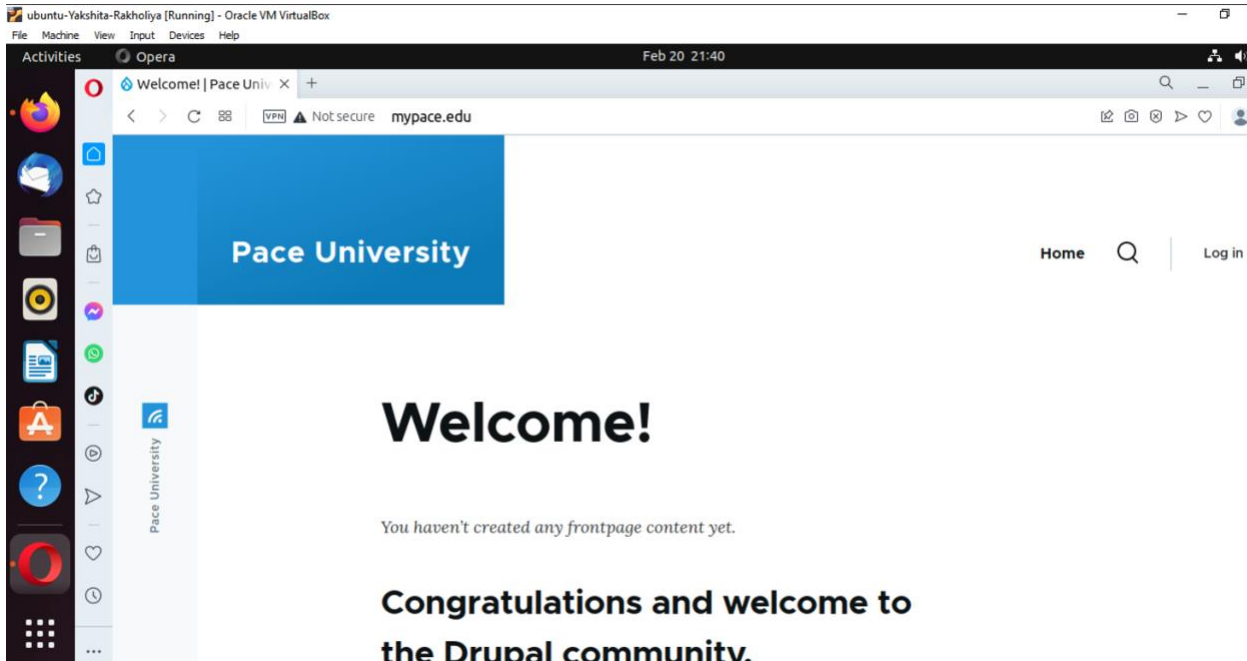 ubuntu-Yakshita-Rakholiya [Running] - Oracle VM VirtualBox
File Machine View Input Devices Help
Activities Opera Feb 20 21:40
Welcome! | Pace Univ
VPN Not secure mypace.edu
Pace University
Home Log in
Pace University
Welcome!
You haven't created any frontpage content yet.
Congratulations and welcome to
the Drupal community.